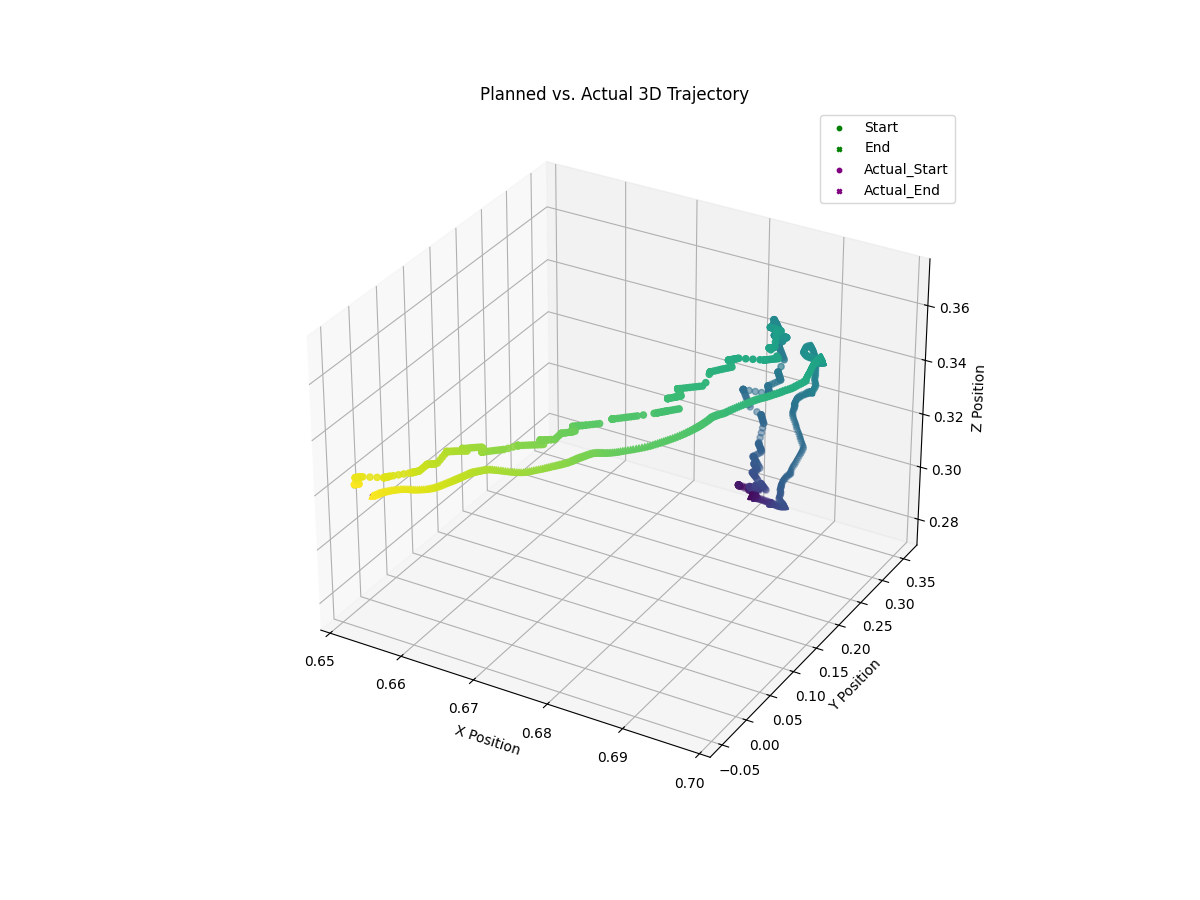 Planned vs. Actual 3D Trajectory
Start
End
Actual_Start
Actual_End
0.36
0.34
0.32
0.30
0.28
Z Position
0.35
0.30
0.25
0.20
0.15
0.10
0.05
0.00
−0.05
Y Position
0.65
0.66
0.67
0.68
0.69
0.70
X Position